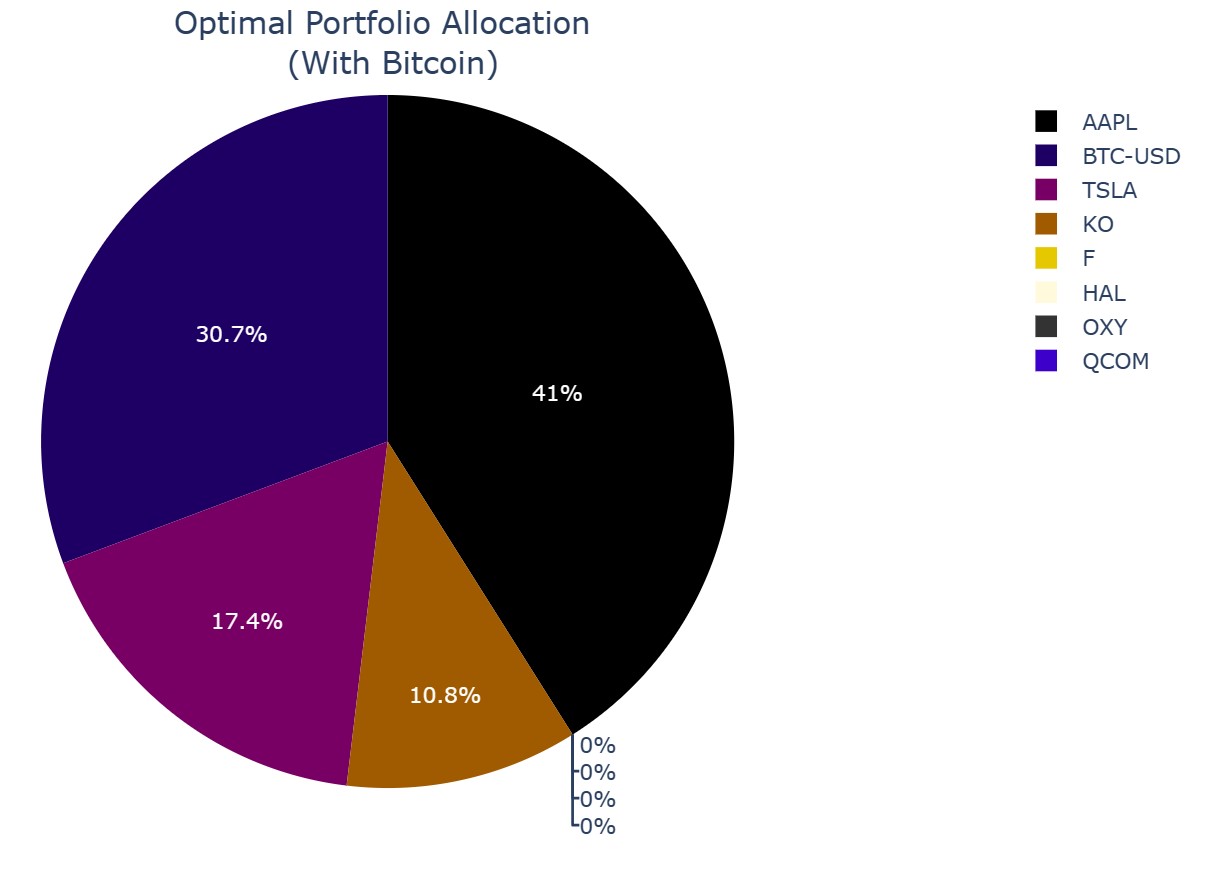 Optimal Portfolio Allocation
(With Bitcoin)
AAPL
BTC-USD
TSLA
KO
F
HAL
OXY
QCOM
30.7%
41%
17.4%
10.8%
0%
0%
0%
0%